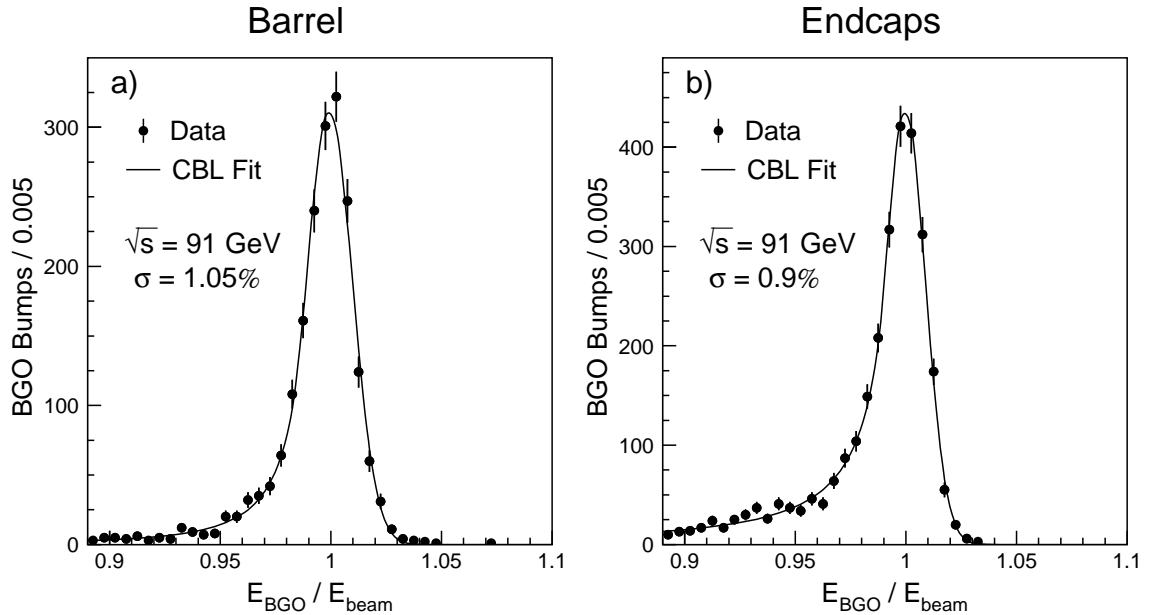 Barrel
a)
Data
CBL Fit
√s = 91 GeV
σ = 1.05%
BGO Bumps / 0.005
300
200
100
0
0.9 0.95 1 1.05 1.1
E_BGO / E_beam
Endcaps
b)
Data
CBL Fit
√s = 91 GeV
σ = 0.9%
BGO Bumps / 0.005
400
300
200
100
0
0.9 0.95 1 1.05 1.1
E_BGO / E_beam